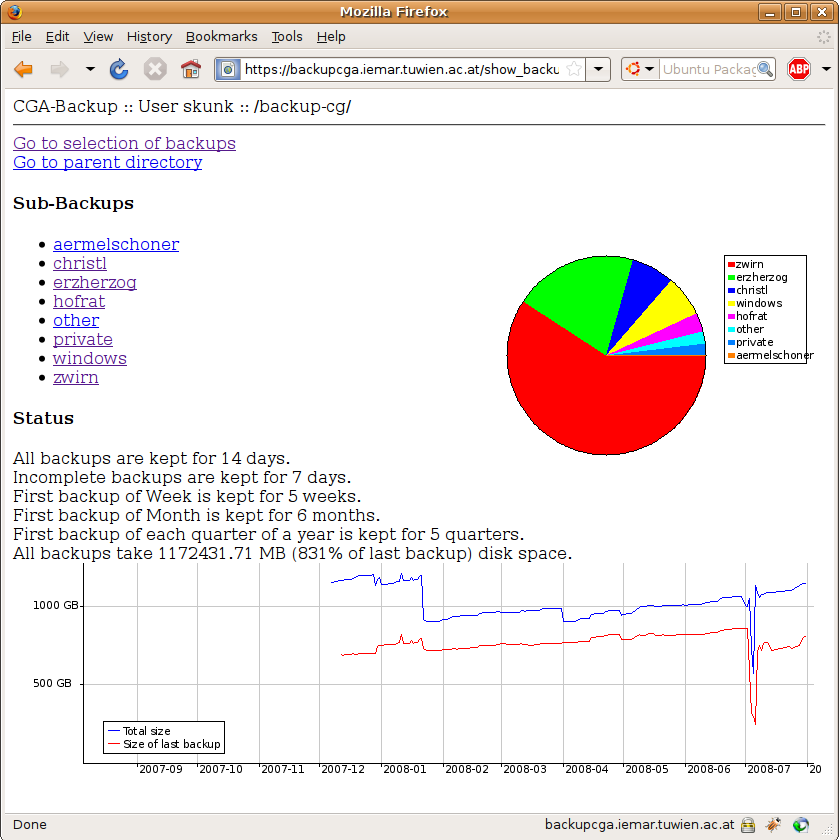 Mozilla Firefox
File Edit View History Bookmarks Tools Help
https://backupcga.iemar.tuwien.ac.at/show_backu
Ubuntu Packag
ABP
CGA-Backup :: User skunk :: /backup-cg/
Go to selection of backups
Go to parent directory
Sub-Backups
aermelschoner
christl
erzherzog
hofrat
other
private
windows
zwirn
zwirn
erzherzog
christl
windows
hofrat
other
private
aermelschoner
Status
All backups are kept for 14 days.
Incomplete backups are kept for 7 days.
First backup of Week is kept for 5 weeks.
First backup of Month is kept for 6 months.
First backup of each quarter of a year is kept for 5 quarters.
All backups take 1172431.71 MB (831% of last backup) disk space.
1000 GB
500 GB
Total size
Size of last backup
2007-09 2007-10 2007-11 2007-12 2008-01 2008-02 2008-03 2008-04 2008-05 2008-06 2008-07 20
Done
backupcga.iemar.tuwien.ac.at